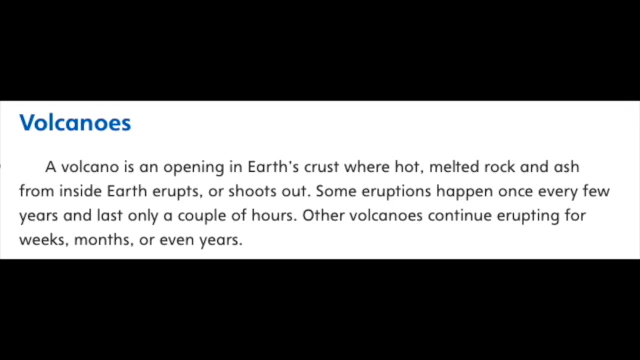 Volcanoes
A volcano is an opening in Earth's crust where hot, melted rock and ash
from inside Earth erupts, or shoots out. Some eruptions happen once every few
years and last only a couple of hours. Other volcanoes continue erupting for
weeks, months, or even years.